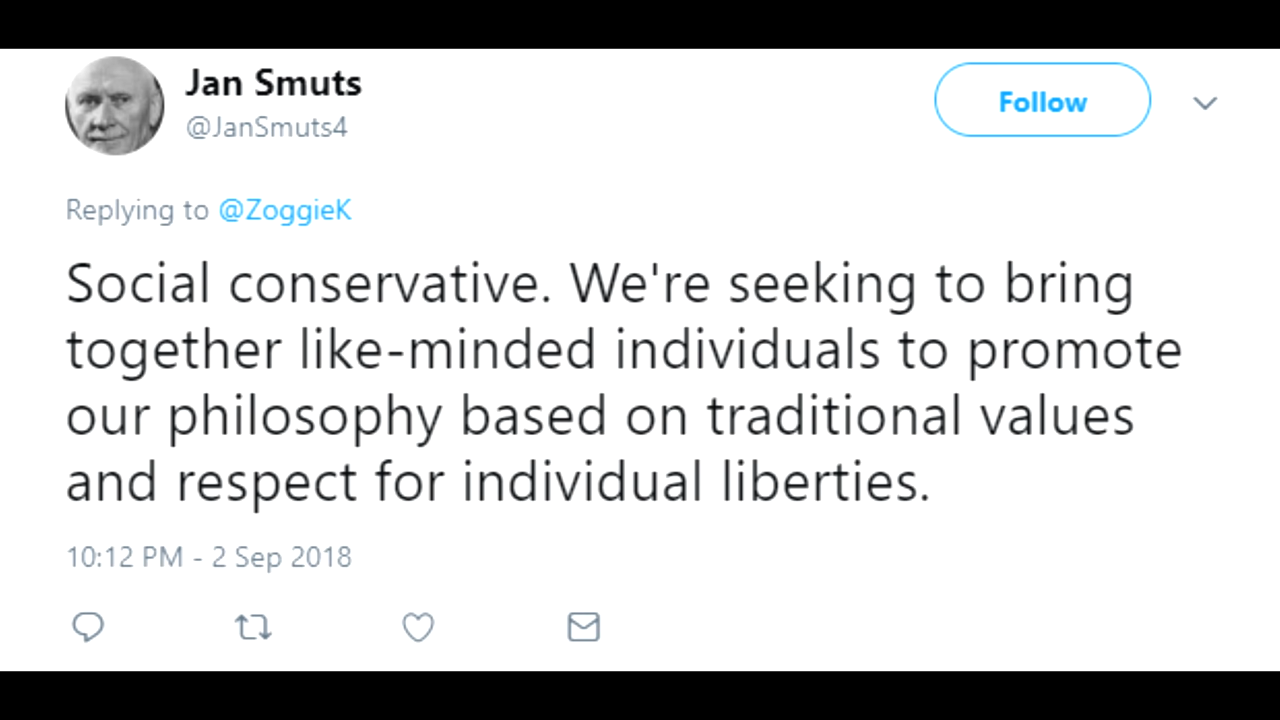 Jan Smuts
@JanSmuts4
Follow
Replying to @ZoggieK
Social conservative. We're seeking to bring
together like-minded individuals to promote
our philosophy based on traditional values
and respect for individual liberties.
10:12 PM - 2 Sep 2018